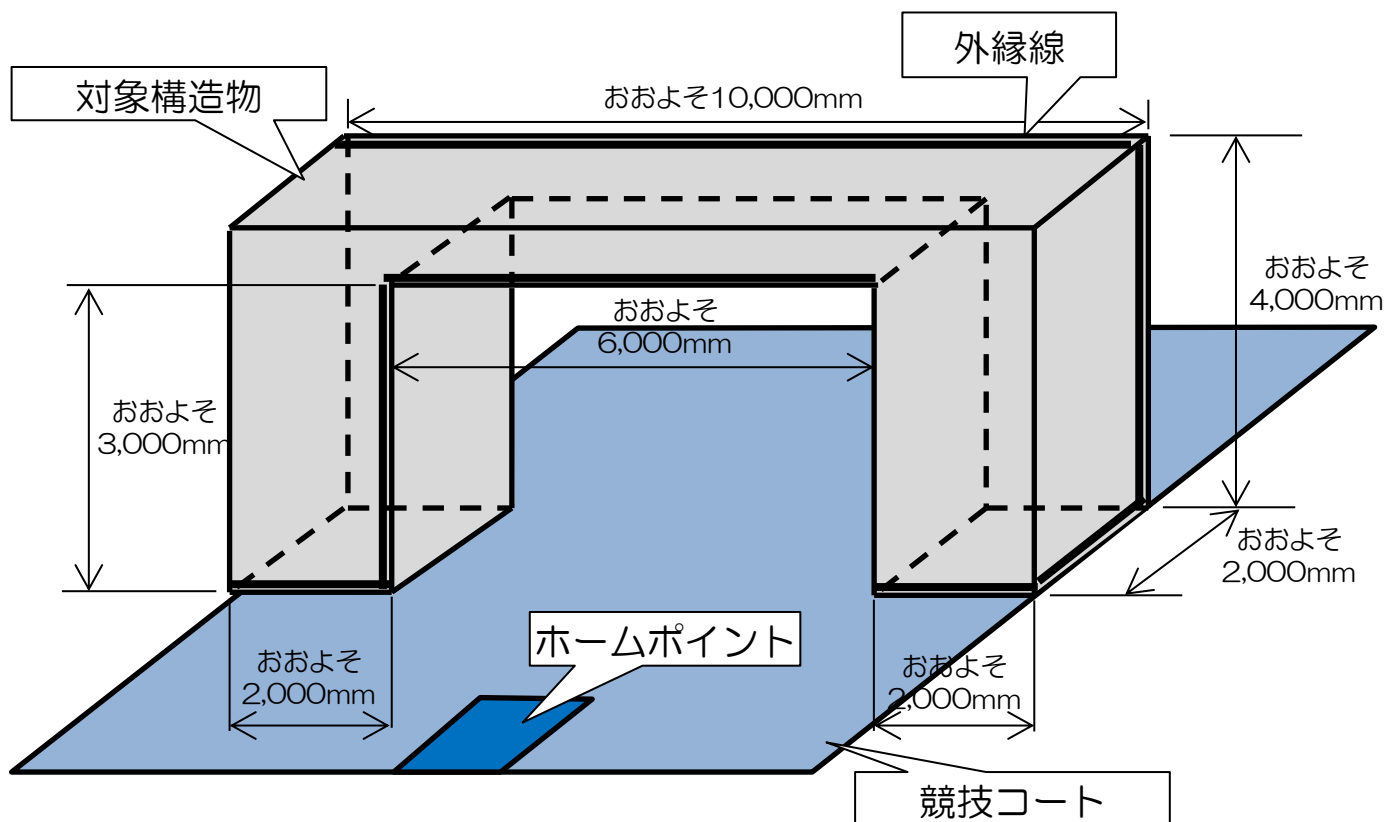 外縁線
対象構造物
おおよそ10,000mm
おおよそ
4,000mm
おおよそ
6,000mm
おおよそ
3,000mm
おおよそ
2,000mm
ホームポイント
おおよそ
2,000mm
おおよそ
2,000mm
競技コート